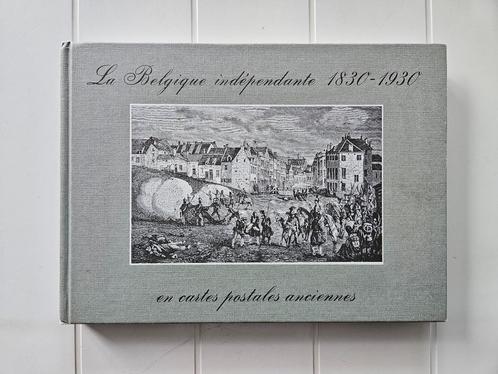 La Belgique indépendante 1830-1930
en cartes postales anciennes